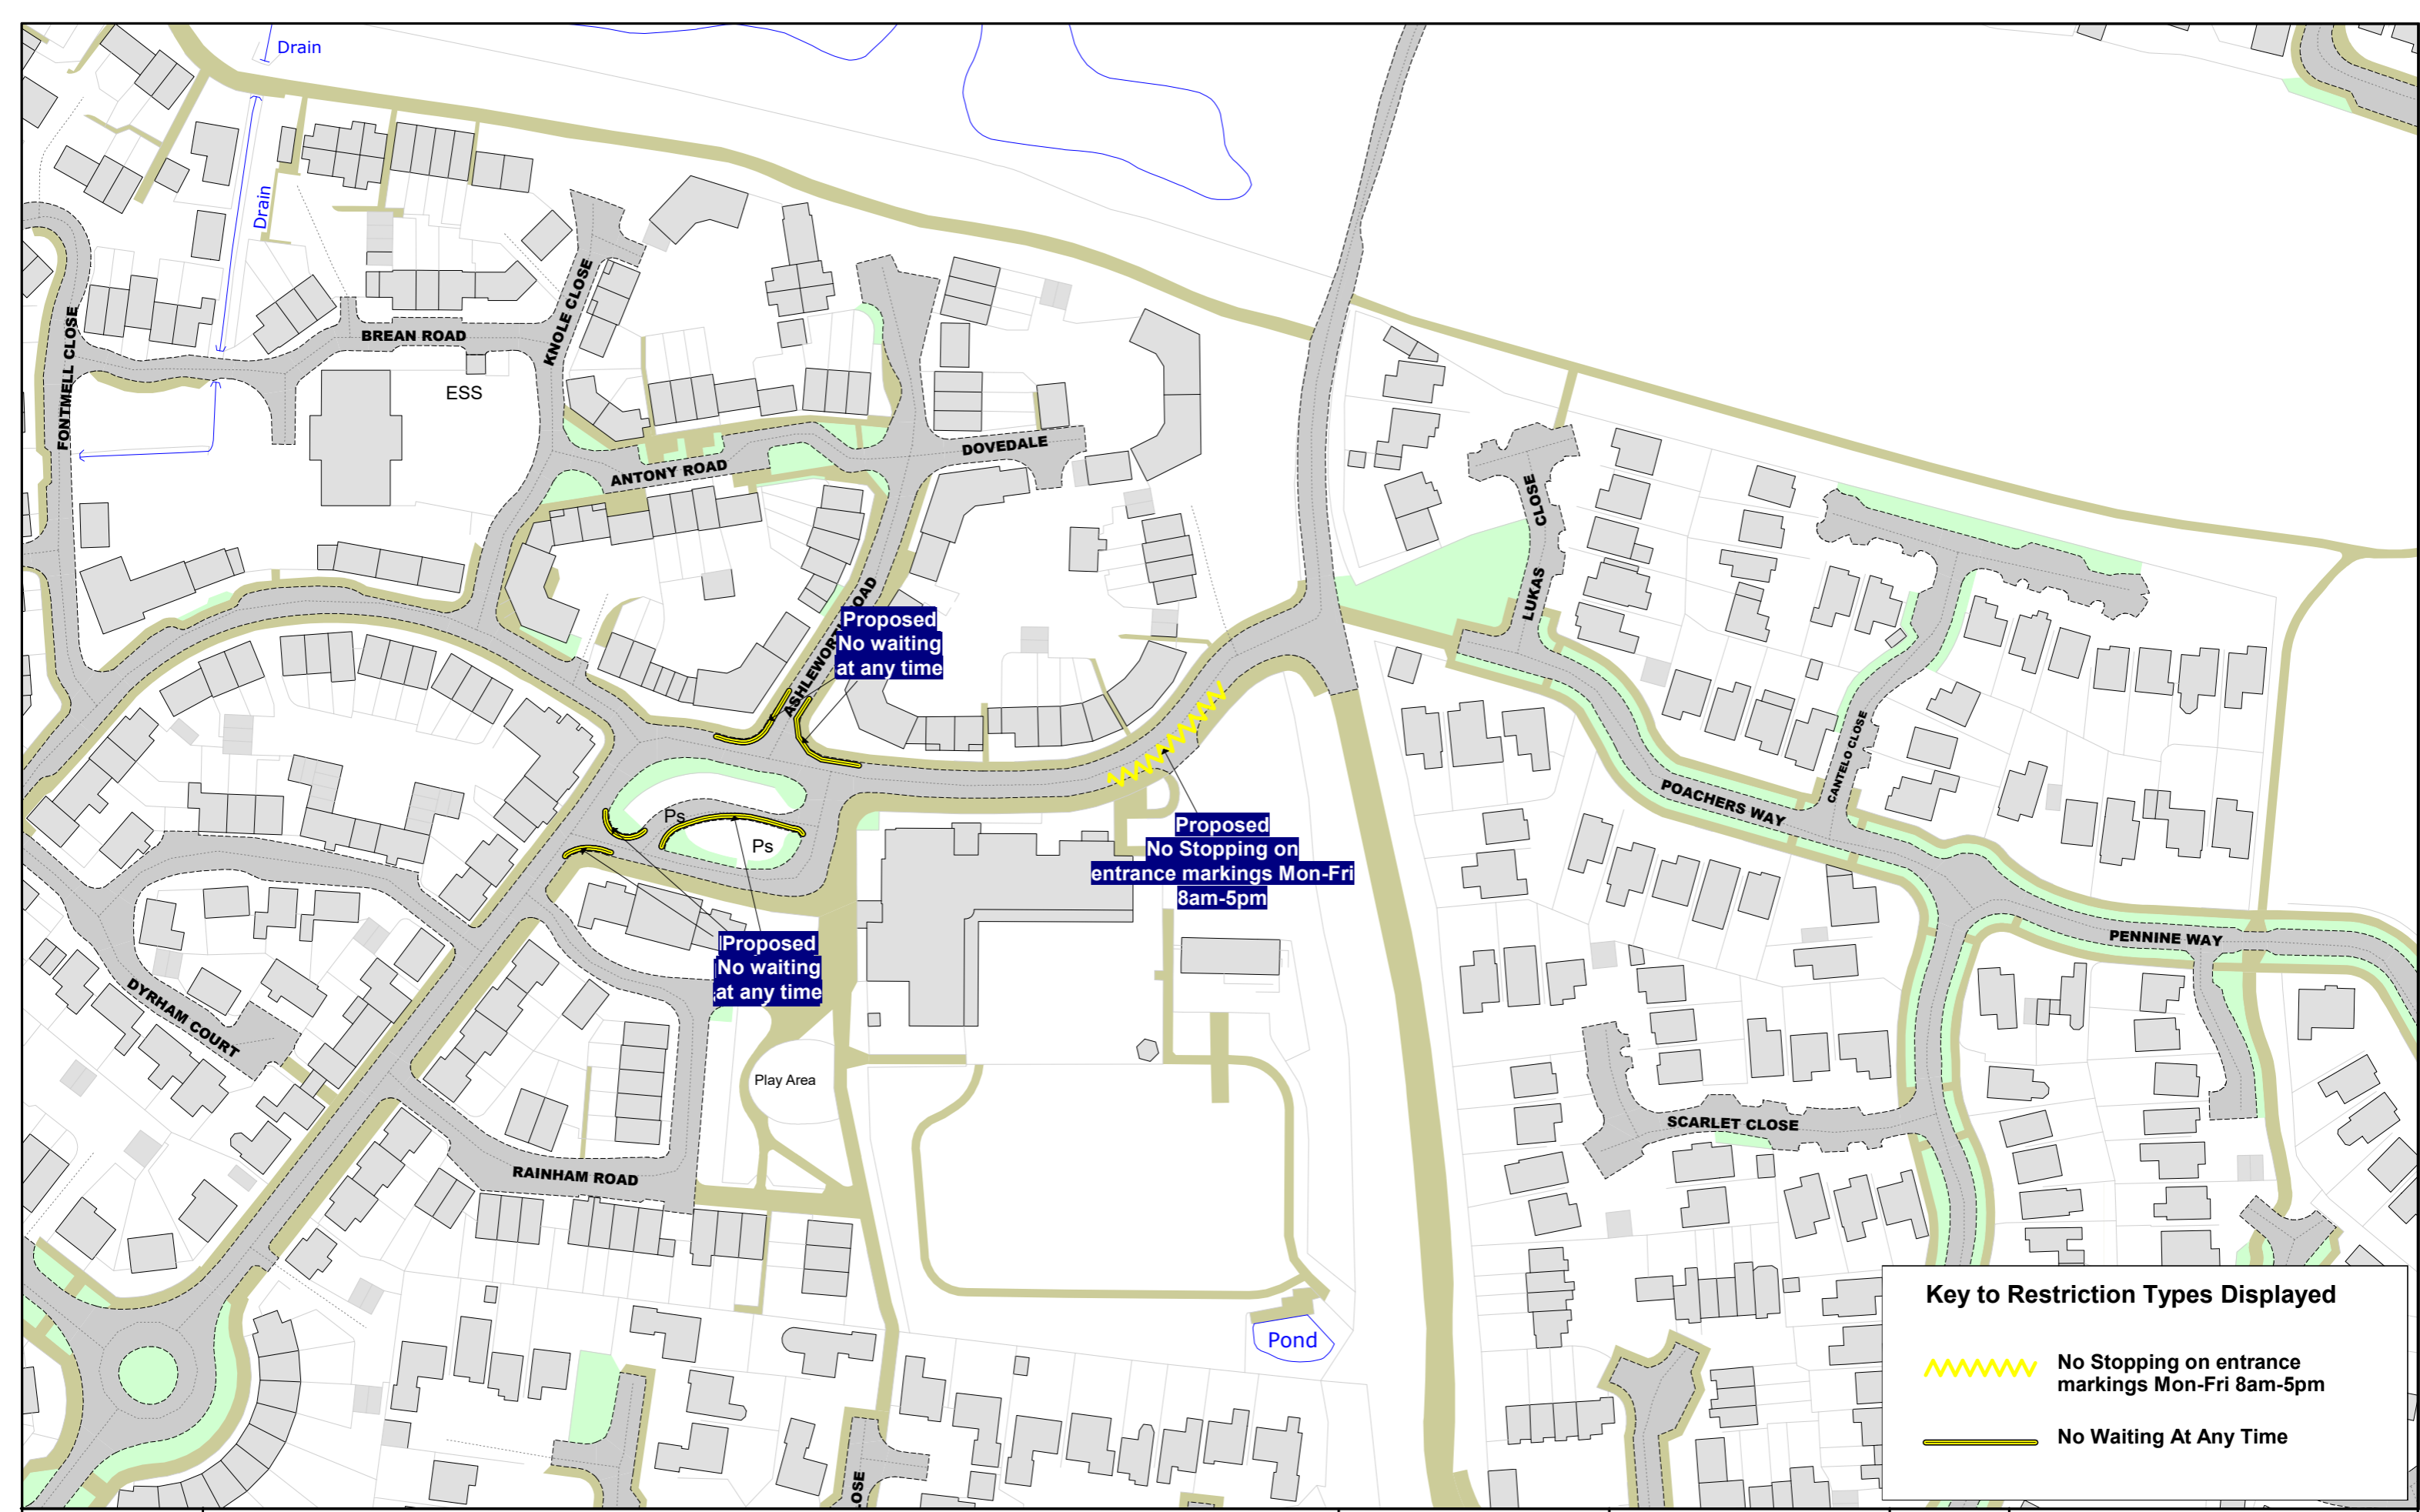 Drain
Drain
FONTMELL CLOSE
BREAN ROAD
KNOLE CLOSE
ESS
ANTONY ROAD
DOVEDALE
LUKAS CLOSE
Proposed
No waiting
at any time
CANTELO CLOSE
POACHERS WAY
Ps
Ps
Proposed
No Stopping on
entrance markings Mon-Fri
8am-5pm
Proposed
No waiting
at any time
PENNINE WAY
DYRHAM COURT
Play Area
SCARLET CLOSE
RAINHAM ROAD
Pond
Key to Restriction Types Displayed
No Stopping on entrance
markings Mon-Fri 8am-5pm
No Waiting At Any Time